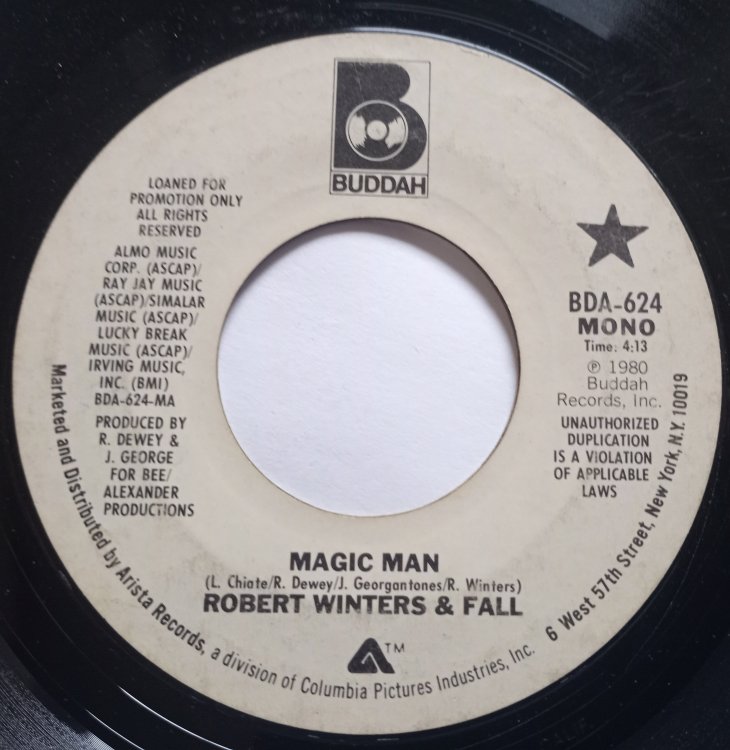 BUDDAH
LOANED FOR
PROMOTION ONLY
ALL RIGHTS
RESERVED
ALMO MUSIC
CORP. (ASCAP)/
RAY JAY MUSIC
(ASCAP)/SIMALAR
MUSIC (ASCAP)/
LUCKY BREAK
MUSIC (ASCAP)/
IRVING MUSIC,
INC. (BMI)
BDA-624-MA
PRODUCED BY
R. DEWEY &
J. GEORGE
FOR BEE/
ALEXANDER
PRODUCTIONS
BDA-624
MONO
Time: 4:13
℗ 1980
Buddah
Records, Inc.
UNAUTHORIZED
DUPLICATION
IS A VIOLATION
OF APPLICABLE
LAWS
MAGIC MAN
(L. Chiate/R. Dewey/J. Georgantones/R. Winters)
ROBERT WINTERS & FALL
TM
Marketed and Distributed by Arista Records, a division of Columbia Pictures Industries, Inc. 6 West 57th Street, New York, N.Y. 10019